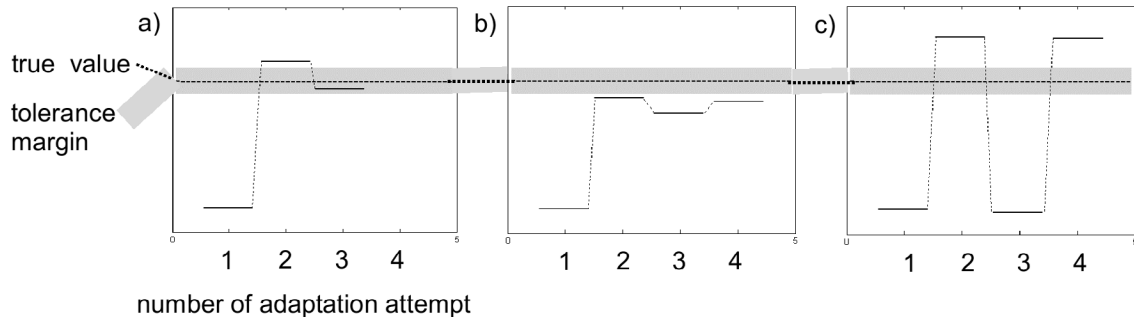 a)
b)
c)
true value
tolerance
margin
0
5
0
5
U
1 2 3 4
1 2 3 4
1 2 3 4
number of adaptation attempt